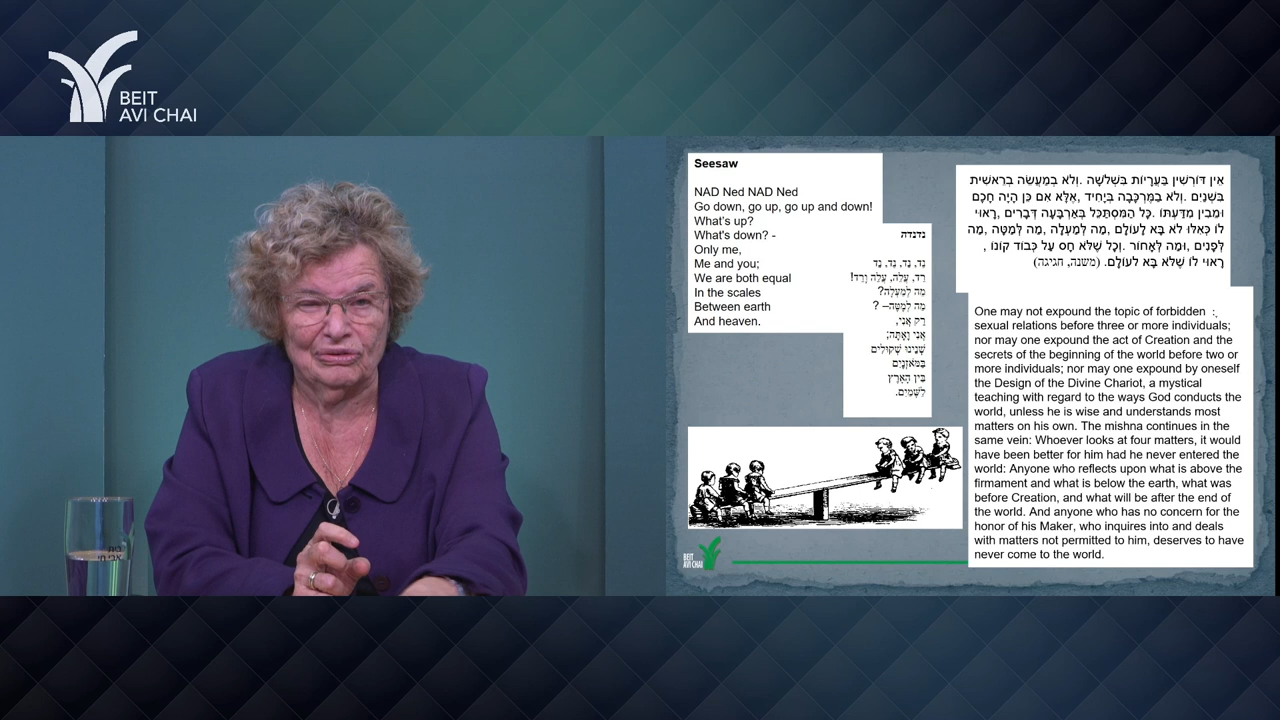 BEIT
AVI CHAI
Seesaw
NAD Ned NAD Ned
Go down, go up, go up and down!
What's up?
What's down? -
Only me,
Me and you;
We are both equal
In the scales
Between earth
And heaven.
נדנדה
נַד, נֵד, נַד, נֵד
רֵד, עֲלֵה, עֲלֵה וָרֵד!
מַה לְּמַעְלָה?
מַה לְּמַטָּה– ?
רַק אֲנִי,
אֲנִי וָאַתָּה;
שְׁנֵינוּ שְׁקוּלִים
בַּמֹּאזְנַיִם
בֵּין הָאָרֶץ
לַשָּׁמַיִם.
אֵין דּוֹרְשִׁין בַּעֲרָיוֹת בִּשְׁלֹשָׁה .וְלֹא בְמַעֲשֵׂה בְרֵאשִׁית
בִּשְׁנַיִם .וְלֹא בַמֶּרְכָּבָה בְּיָחִיד ,אֶלָּא אִם כֵּן הָיָה חָכָם
וּמֵבִין מִדַּעְתּוֹ .כָּל הַמִּסְתַּכֵּל בְּאַרְבָּעָה דְּבָרִים ,רָאוּי
לוֹ כְּאִלּוּ לֹא בָּא לָעוֹלָם ,מַה לְּמַעְלָה ,מַה לְּמַטָּה ,מַה
לְּפָנִים ,וּמַה לְּאָחוֹר .וְכָל שֶׁלֹּא חָס עַל כְּבוֹד קוֹנוֹ ,
רָאוּי לוֹ שֶׁלֹּא בָּא לָעוֹלָם. (משנה, חגיגה)
One may not expound the topic of forbidden :.
sexual relations before three or more individuals;
nor may one expound the act of Creation and the
secrets of the beginning of the world before two or
more individuals; nor may one expound by oneself
the Design of the Divine Chariot, a mystical
teaching with regard to the ways God conducts the
world, unless he is wise and understands most
matters on his own. The mishna continues in the
same vein: Whoever looks at four matters, it would
have been better for him had he never entered the
world: Anyone who reflects upon what is above the
firmament and what is below the earth, what was
before Creation, and what will be after the end of
the world. And anyone who has no concern for the
honor of his Maker, who inquires into and deals
with matters not permitted to him, deserves to have
never come to the world.
BEIT
AVI CHAI
בית
אבי חי